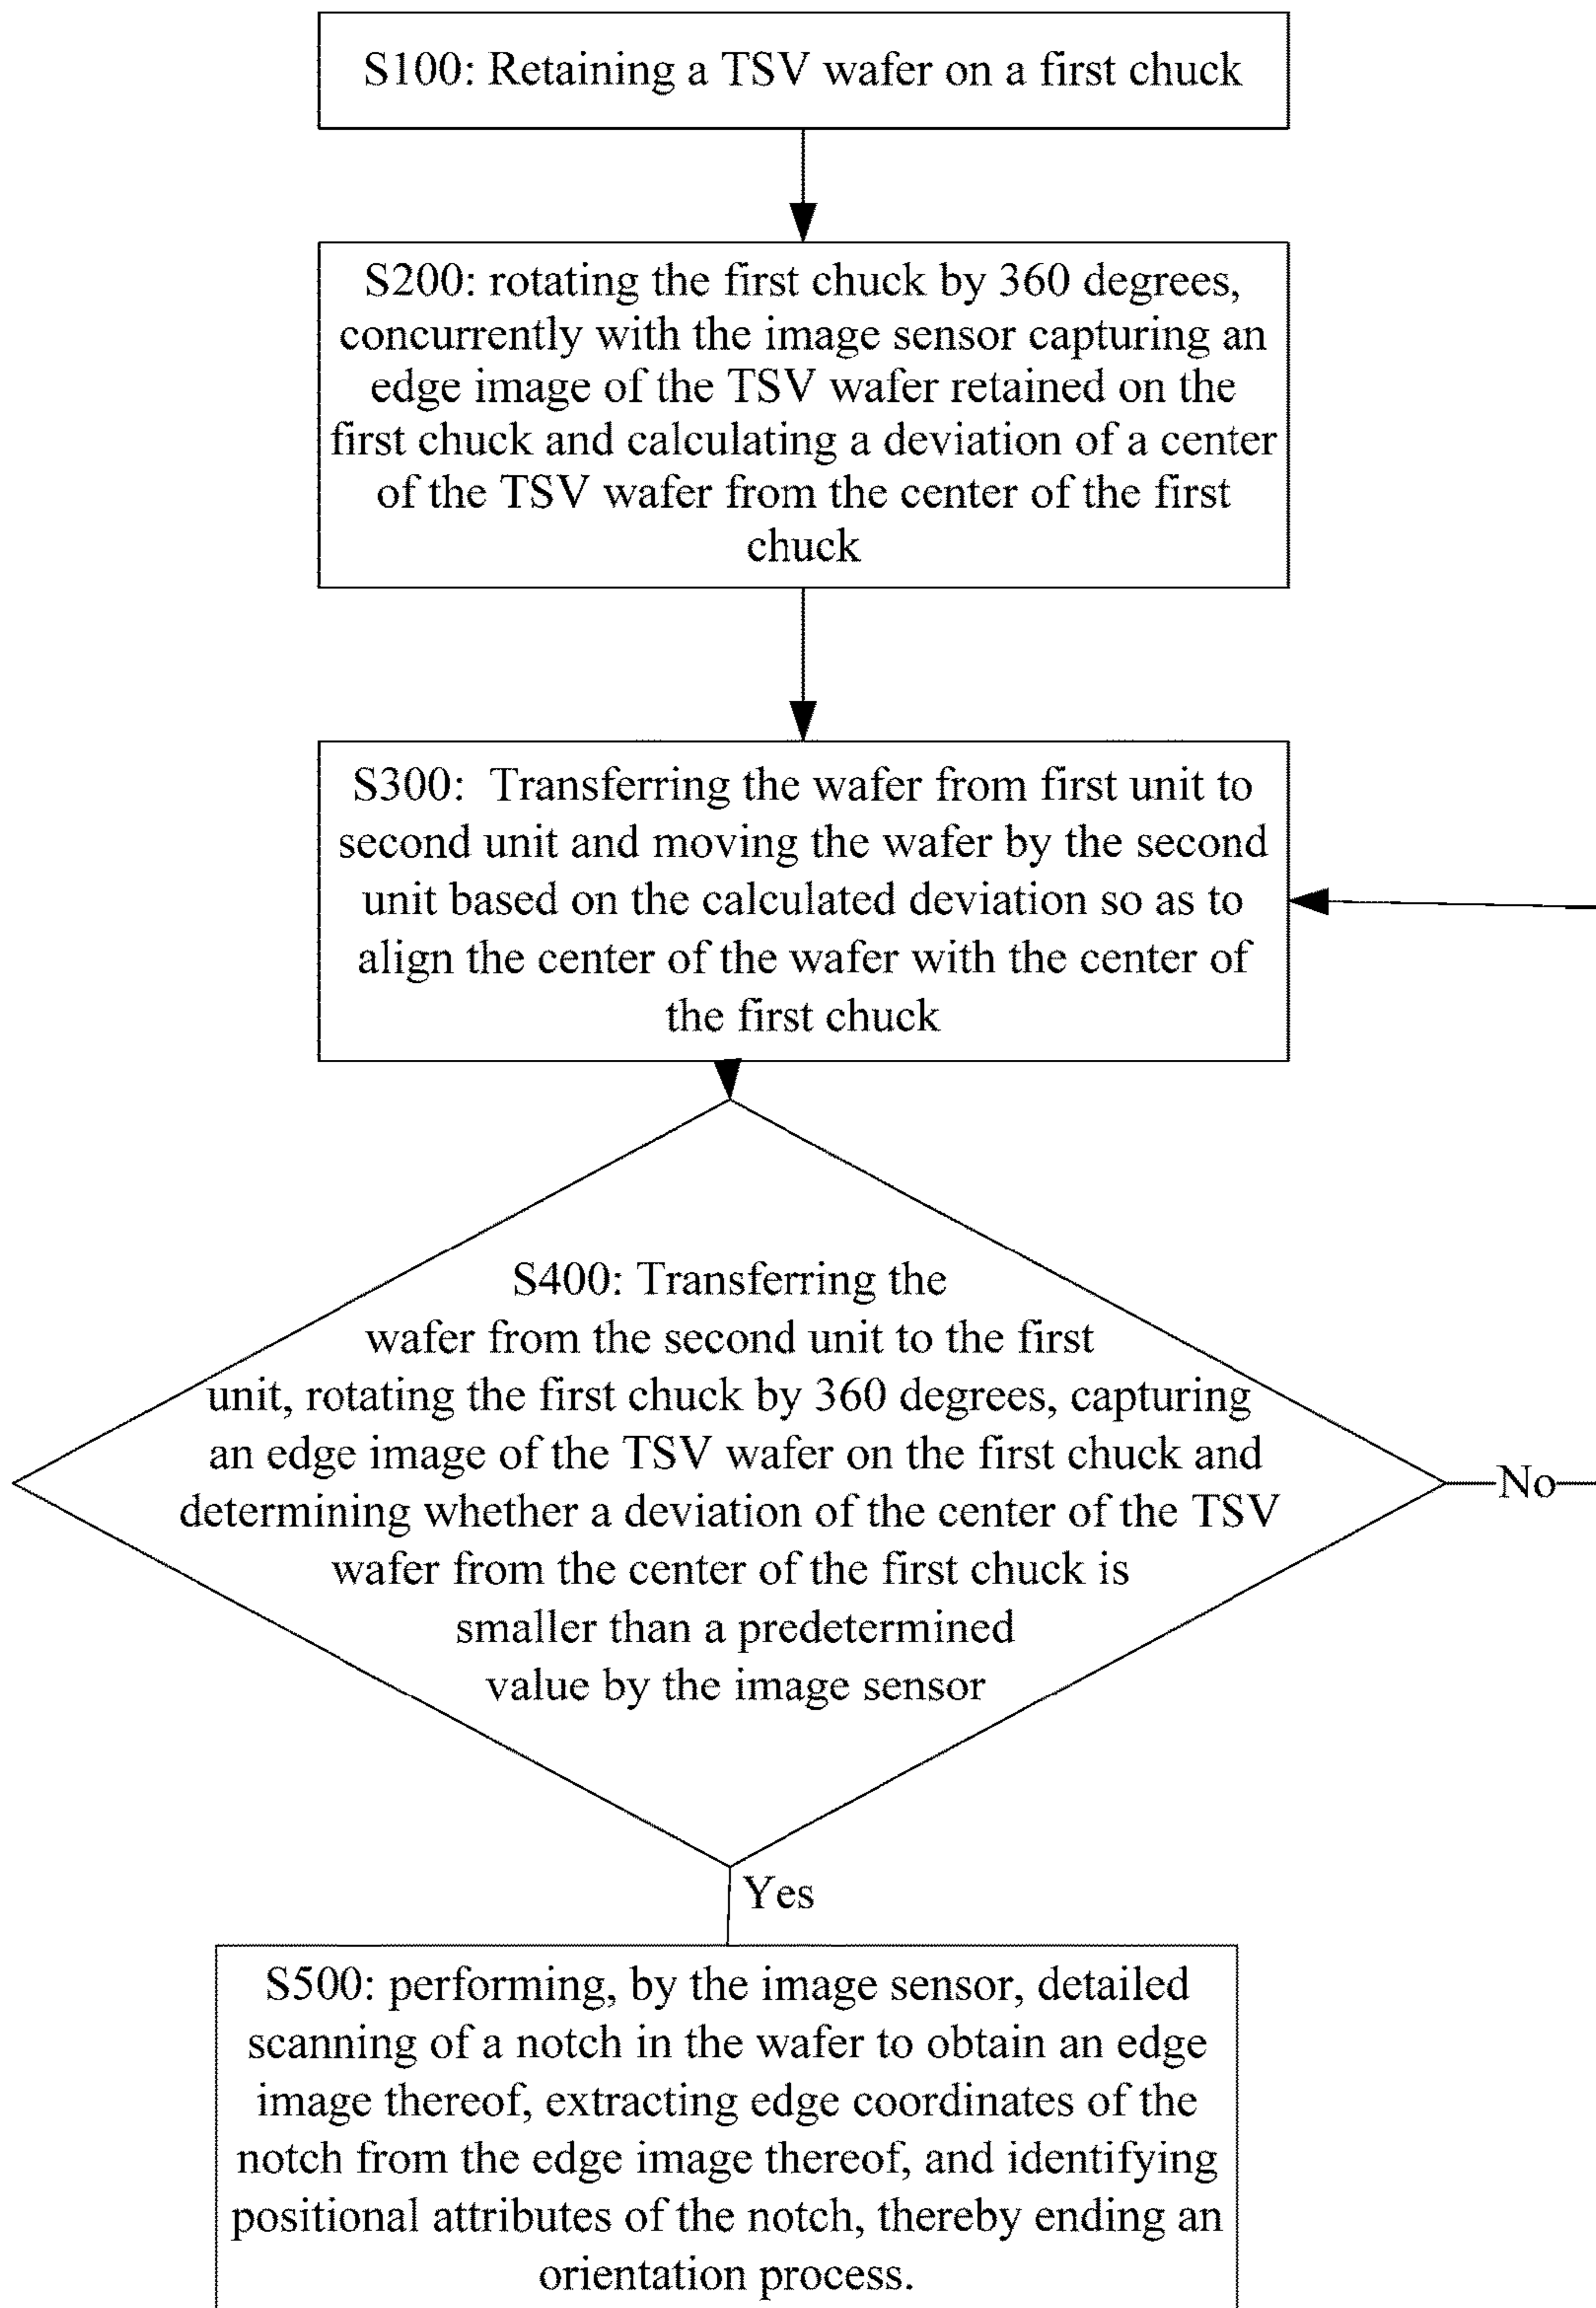 S100: Retaining a TSV wafer on a first chuck
S200: rotating the first chuck by 360 degrees,
concurrently with the image sensor capturing an
edge image of the TSV wafer retained on the
first chuck and calculating a deviation of a center
of the TSV wafer from the center of the first
chuck
S300: Transferring the wafer from first unit to
second unit and moving the wafer by the second
unit based on the calculated deviation so as to
align the center of the wafer with the center of
the first chuck
S400: Transferring the
wafer from the second unit to the first
unit, rotating the first chuck by 360 degrees, capturing
an edge image of the TSV wafer on the first chuck and
determining whether a deviation of the center of the TSV
wafer from the center of the first chuck is
smaller than a predetermined
value by the image sensor
No
Yes
S500: performing, by the image sensor, detailed
scanning of a notch in the wafer to obtain an edge
image thereof, extracting edge coordinates of the
notch from the edge image thereof, and identifying
positional attributes of the notch, thereby ending an
orientation process.